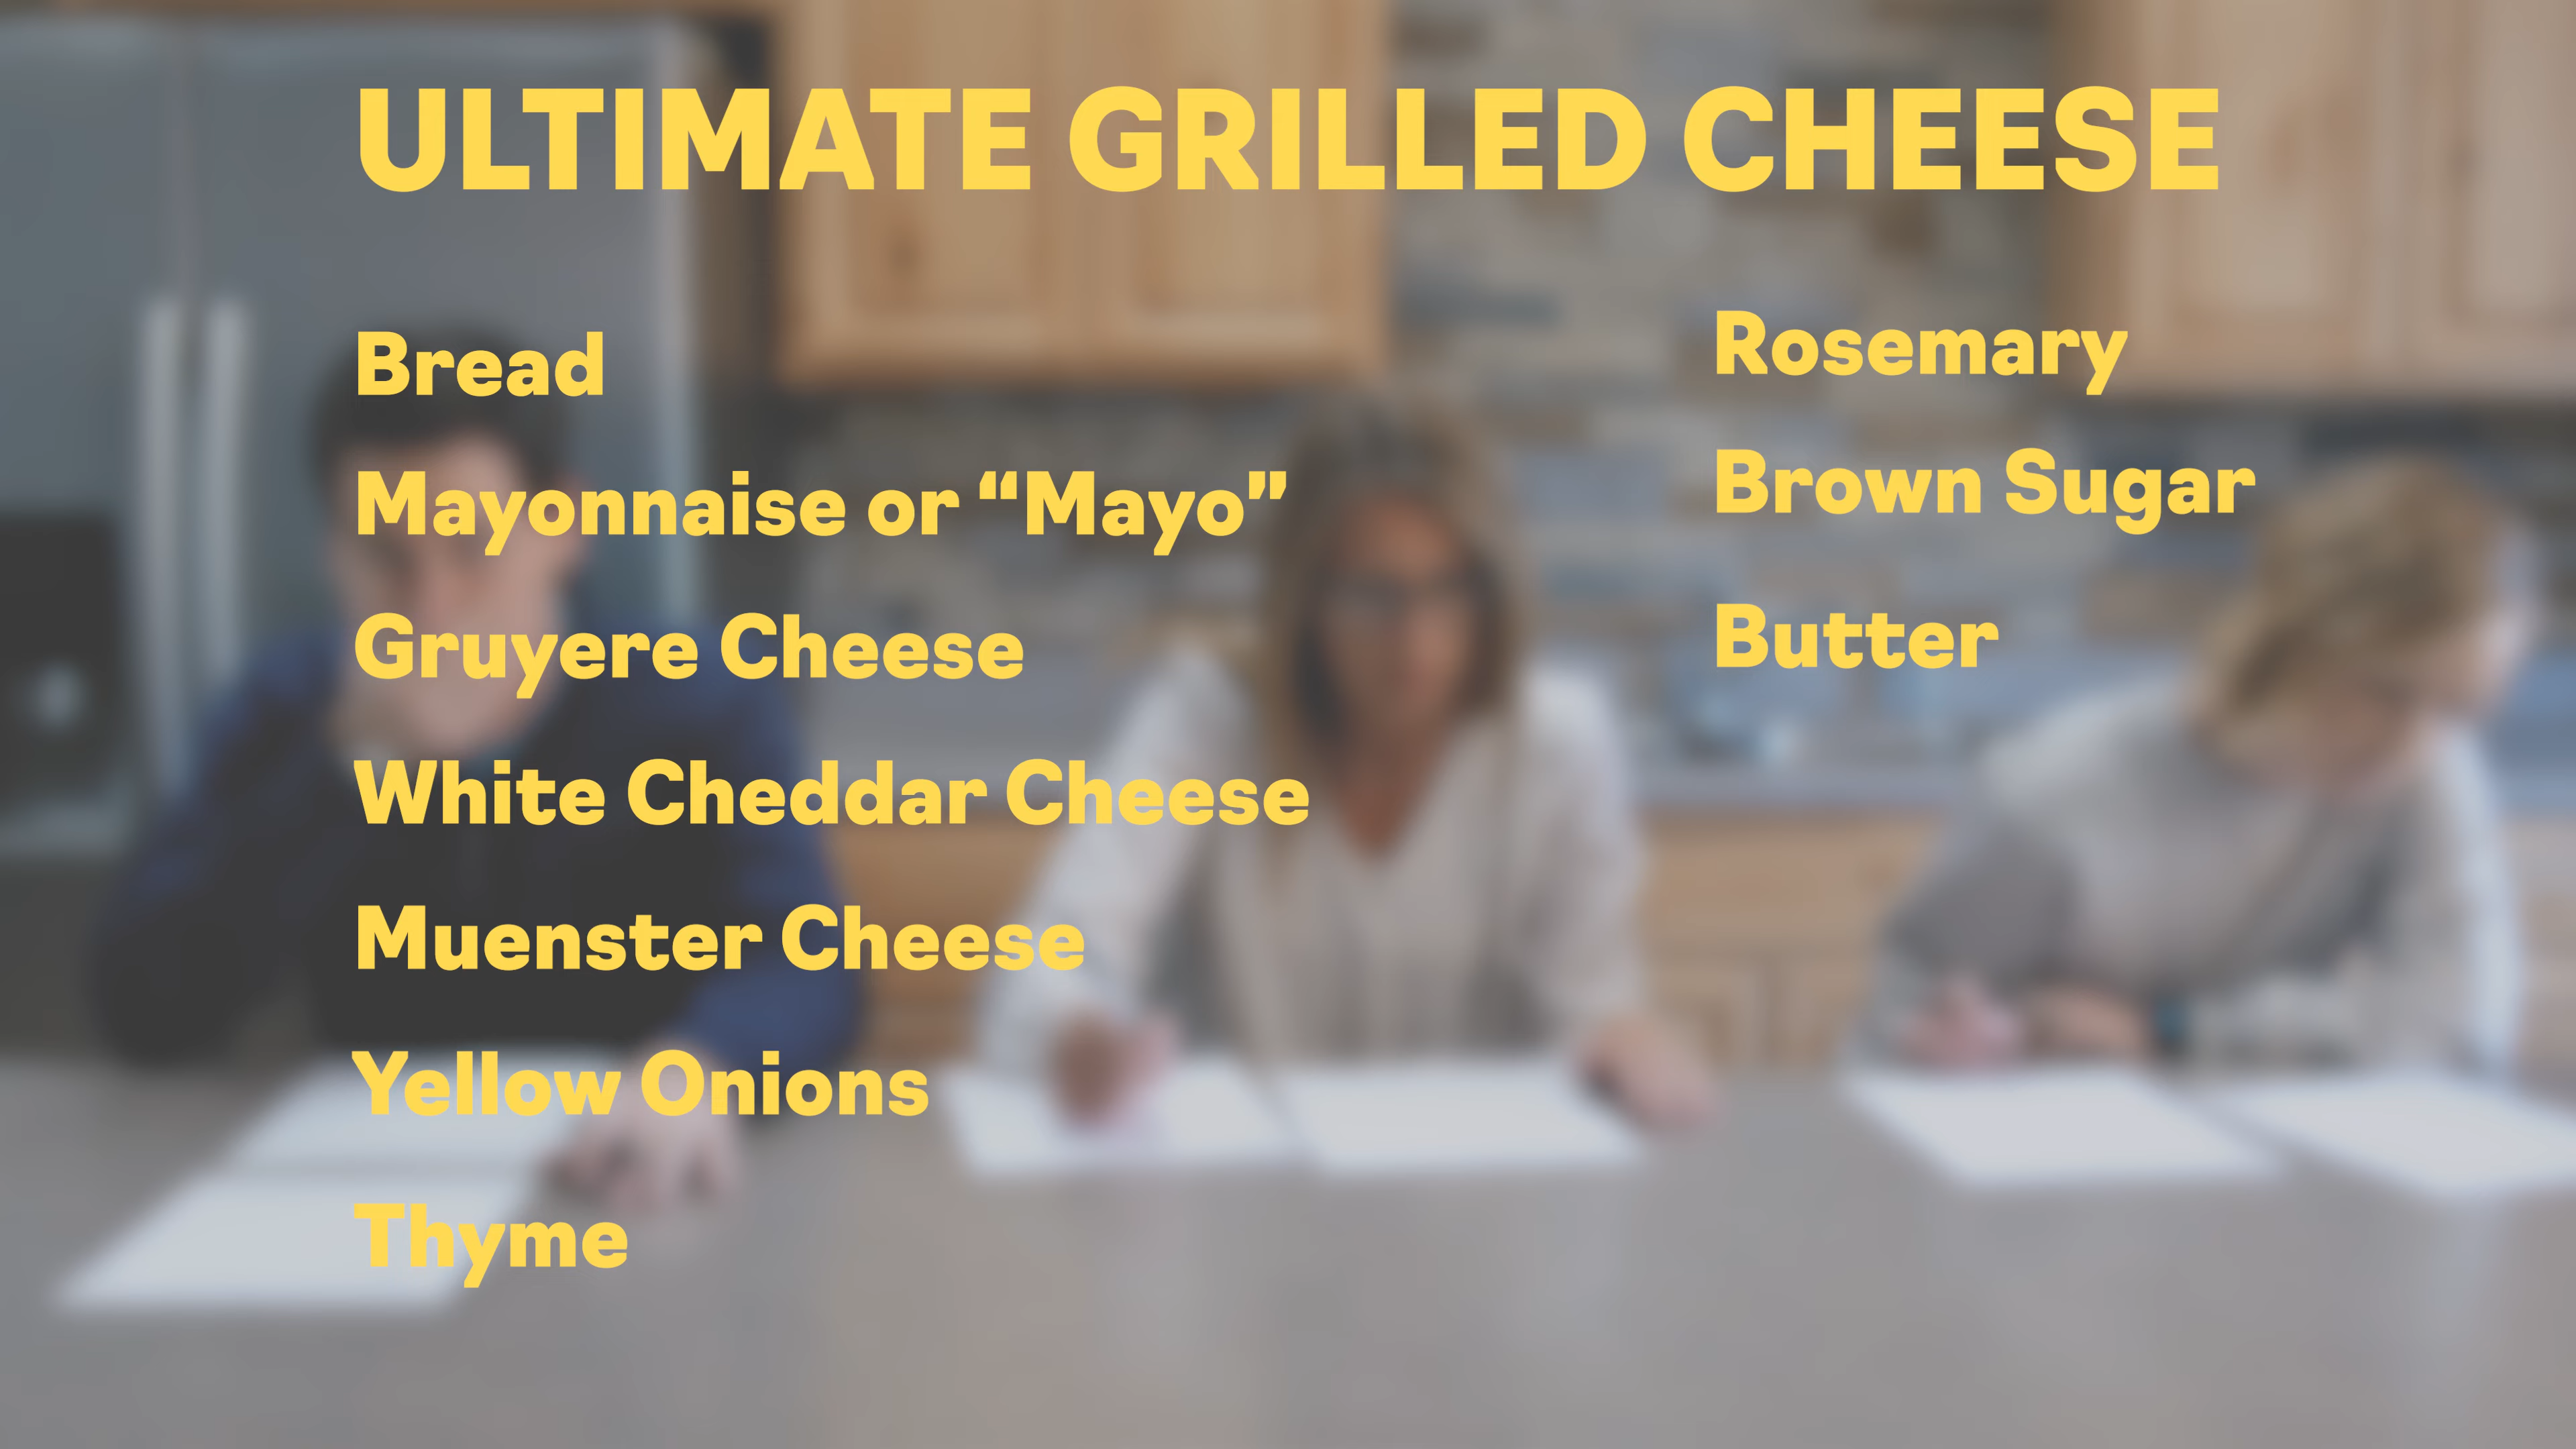 ULTIMATE GRILLED CHEESE
Bread
Mayonnaise or “Mayo”
Gruyere Cheese
White Cheddar Cheese
Muenster Cheese
Yellow Onions
Thyme
Rosemary
Brown Sugar
Butter